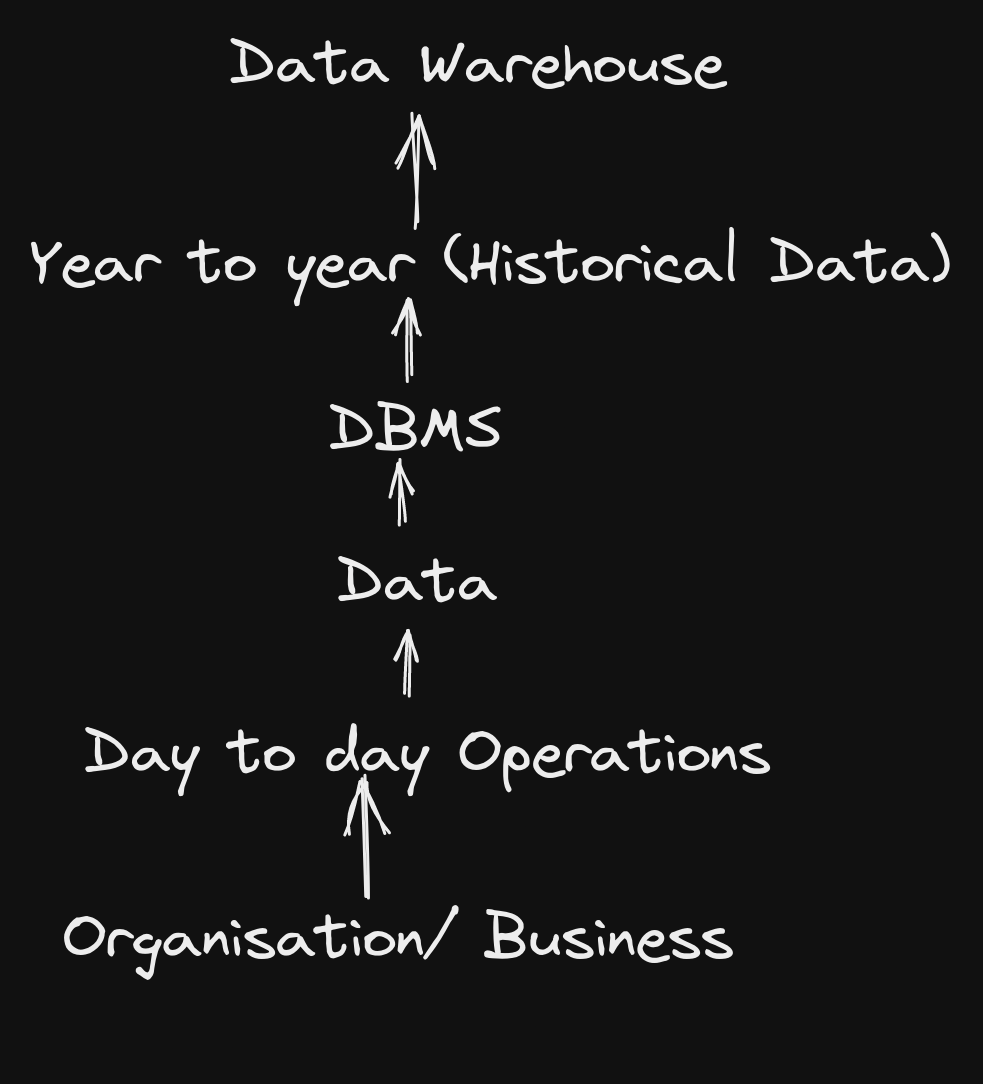 Data Warehouse
Year to year (Historical Data)
DBMS
Data
Day to day Operations
Organisation/ Business